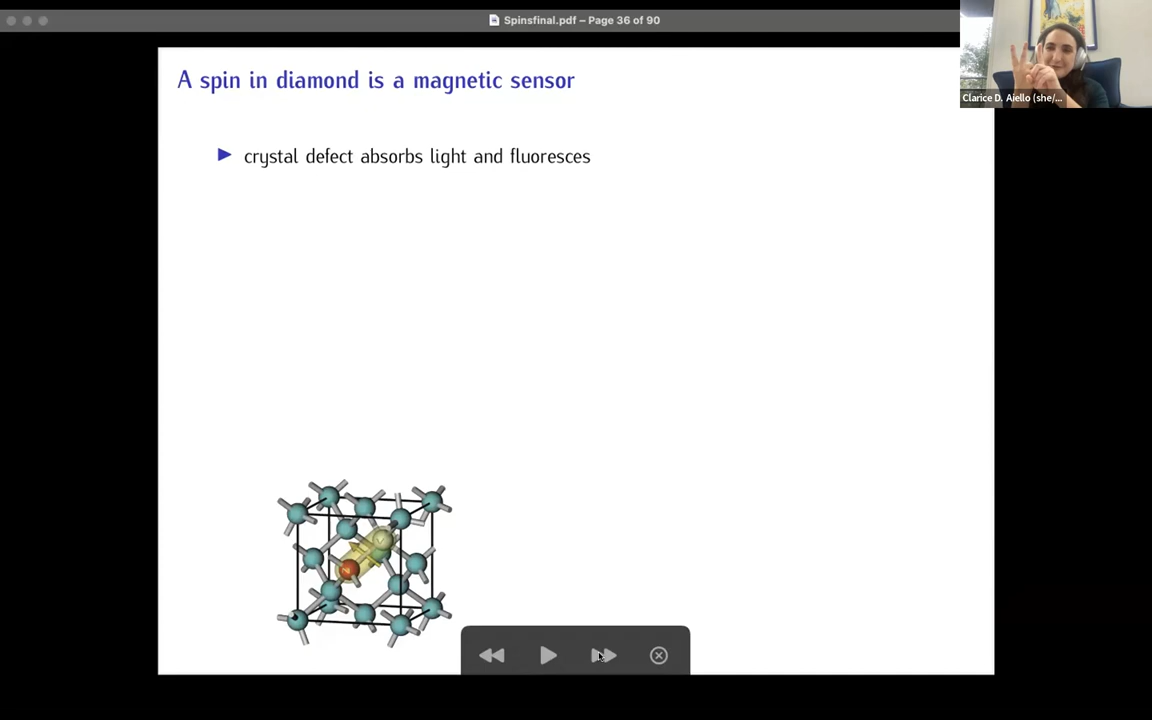 Spinsfinal.pdf – Page 36 of 90
Clarice D. Aiello (she/...
A spin in diamond is a magnetic sensor
crystal defect absorbs light and fluoresces
V
N